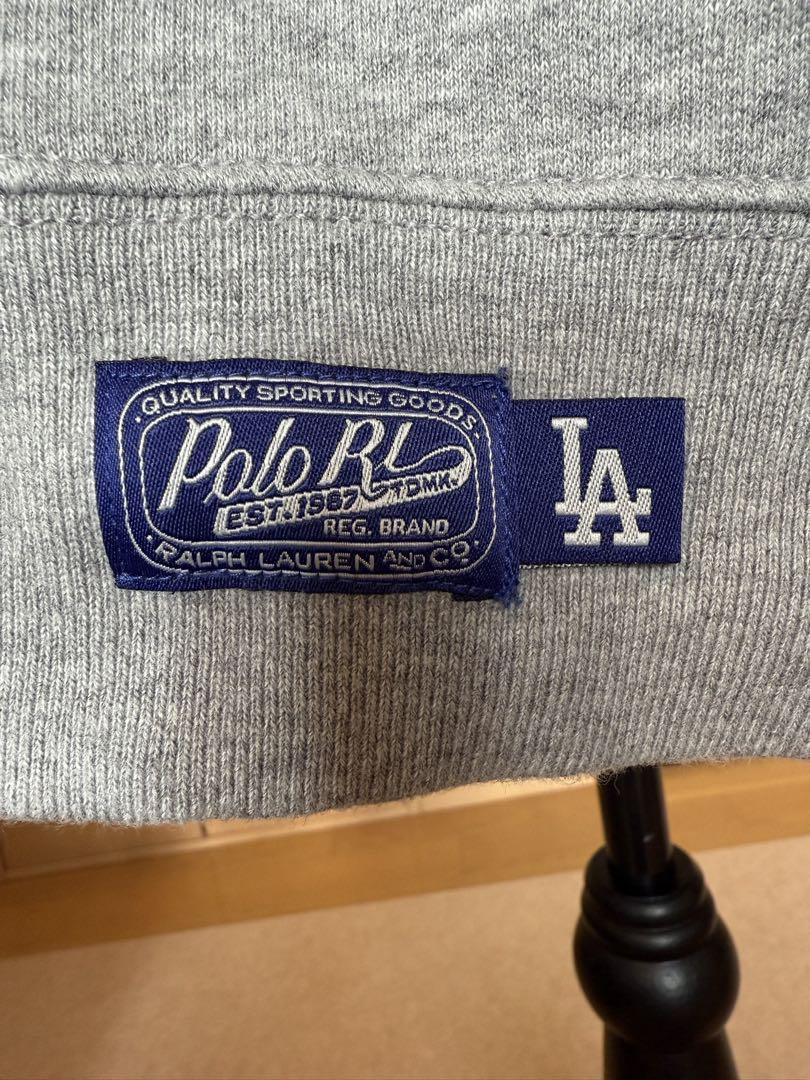 QUALITY SPORTING GOODS.
Polo RL
EST. 1967 TDMK.
REG. BRAND
RALPH LAUREN AND CO.
LA